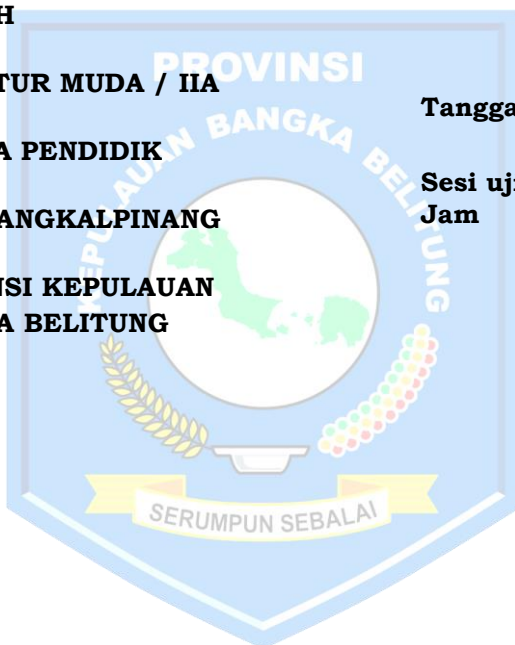 H
TUR MUDA / IIA
A PENDIDIK
ANGKALPINANG
NSI KEPULAUAN
A BELITUNG
Tangga
Sesi uj
Jam
PROVINSI
KEPULAUAN BANGKA BELITUNG
SERUMPUN SEBALAI